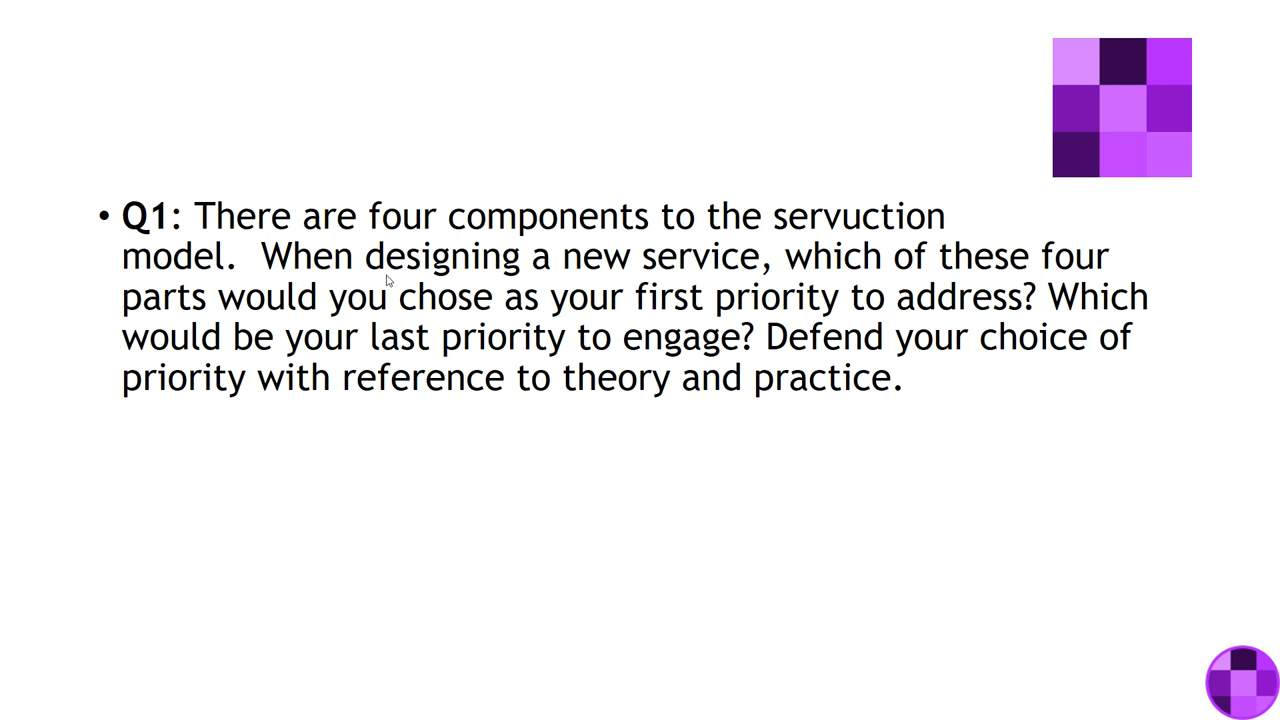 • Q1: There are four components to the servuction
model.  When designing a new service, which of these four
parts would you chose as your first priority to address? Which
would be your last priority to engage? Defend your choice of
priority with reference to theory and practice.